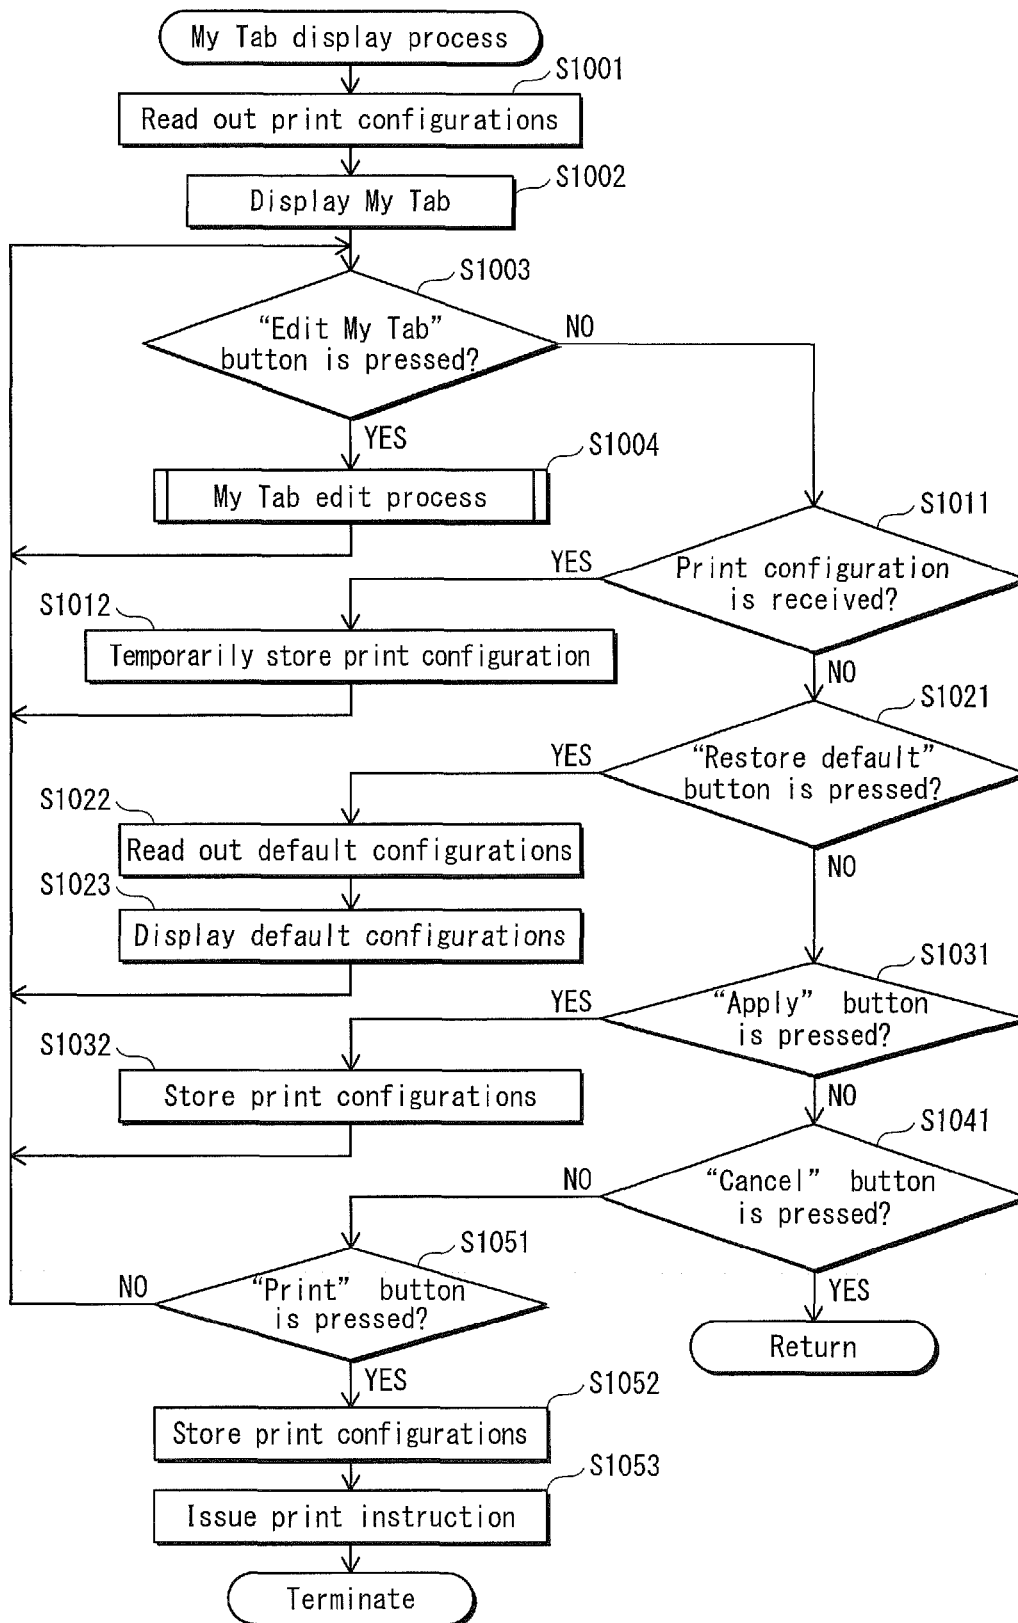 My Tab display process
S1001
Read out print configurations
S1002
Display My Tab
S1003
“Edit My Tab”
button is pressed?
NO
YES
S1004
My Tab edit process
S1011
Print configuration
is received?
YES
NO
S1012
Temporarily store print configuration
S1021
“Restore default”
button is pressed?
YES
NO
S1022
Read out default configurations
S1023
Display default configurations
S1031
“Apply” button
is pressed?
YES
NO
S1032
Store print configurations
S1041
“Cancel” button
is pressed?
NO
YES
Return
S1051
“Print” button
is pressed?
NO
YES
S1052
Store print configurations
S1053
Issue print instruction
Terminate